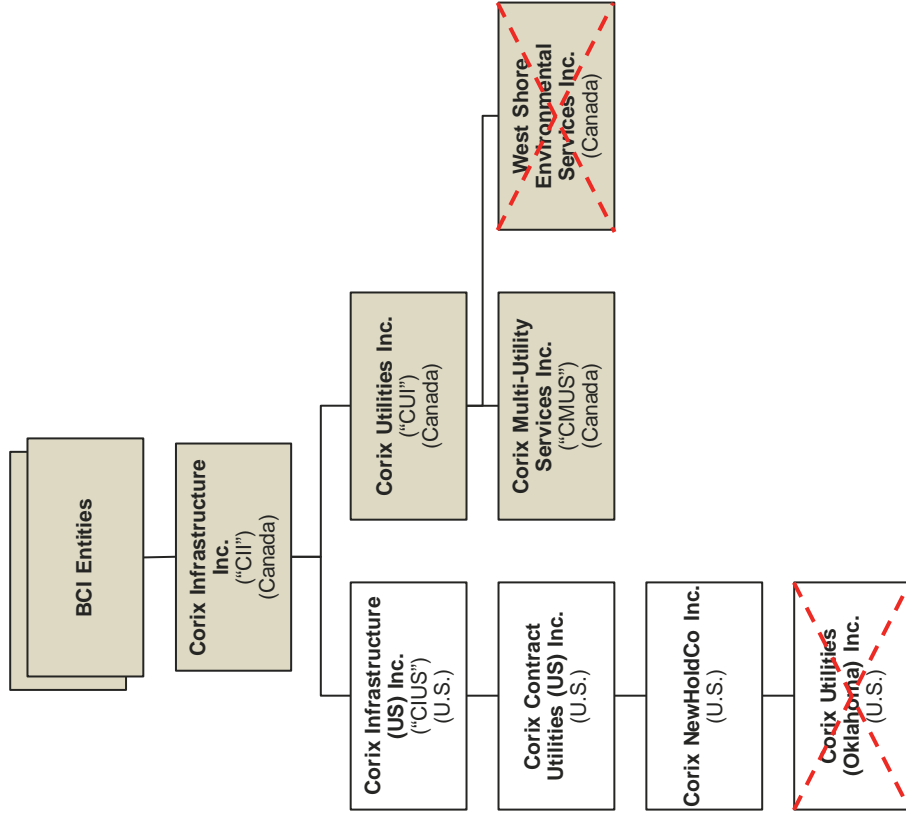 BCI Entities
Corix Infrastructure
Inc.
(“CII”)
(Canada)
Corix Infrastructure
(US) Inc.
(“CIUS”)
(U.S.)
Corix Utilities Inc.
(“CUI”)
(Canada)
Corix Contract
Utilities (US) Inc.
(U.S.)
Corix Multi-Utility
Services Inc.
(“CMUS”)
(Canada)
West Shore
Environmental
Services Inc.
(Canada)
Corix NewHoldCo Inc.
(U.S.)
Corix Utilities
(Oklahoma) Inc.
(U.S.)